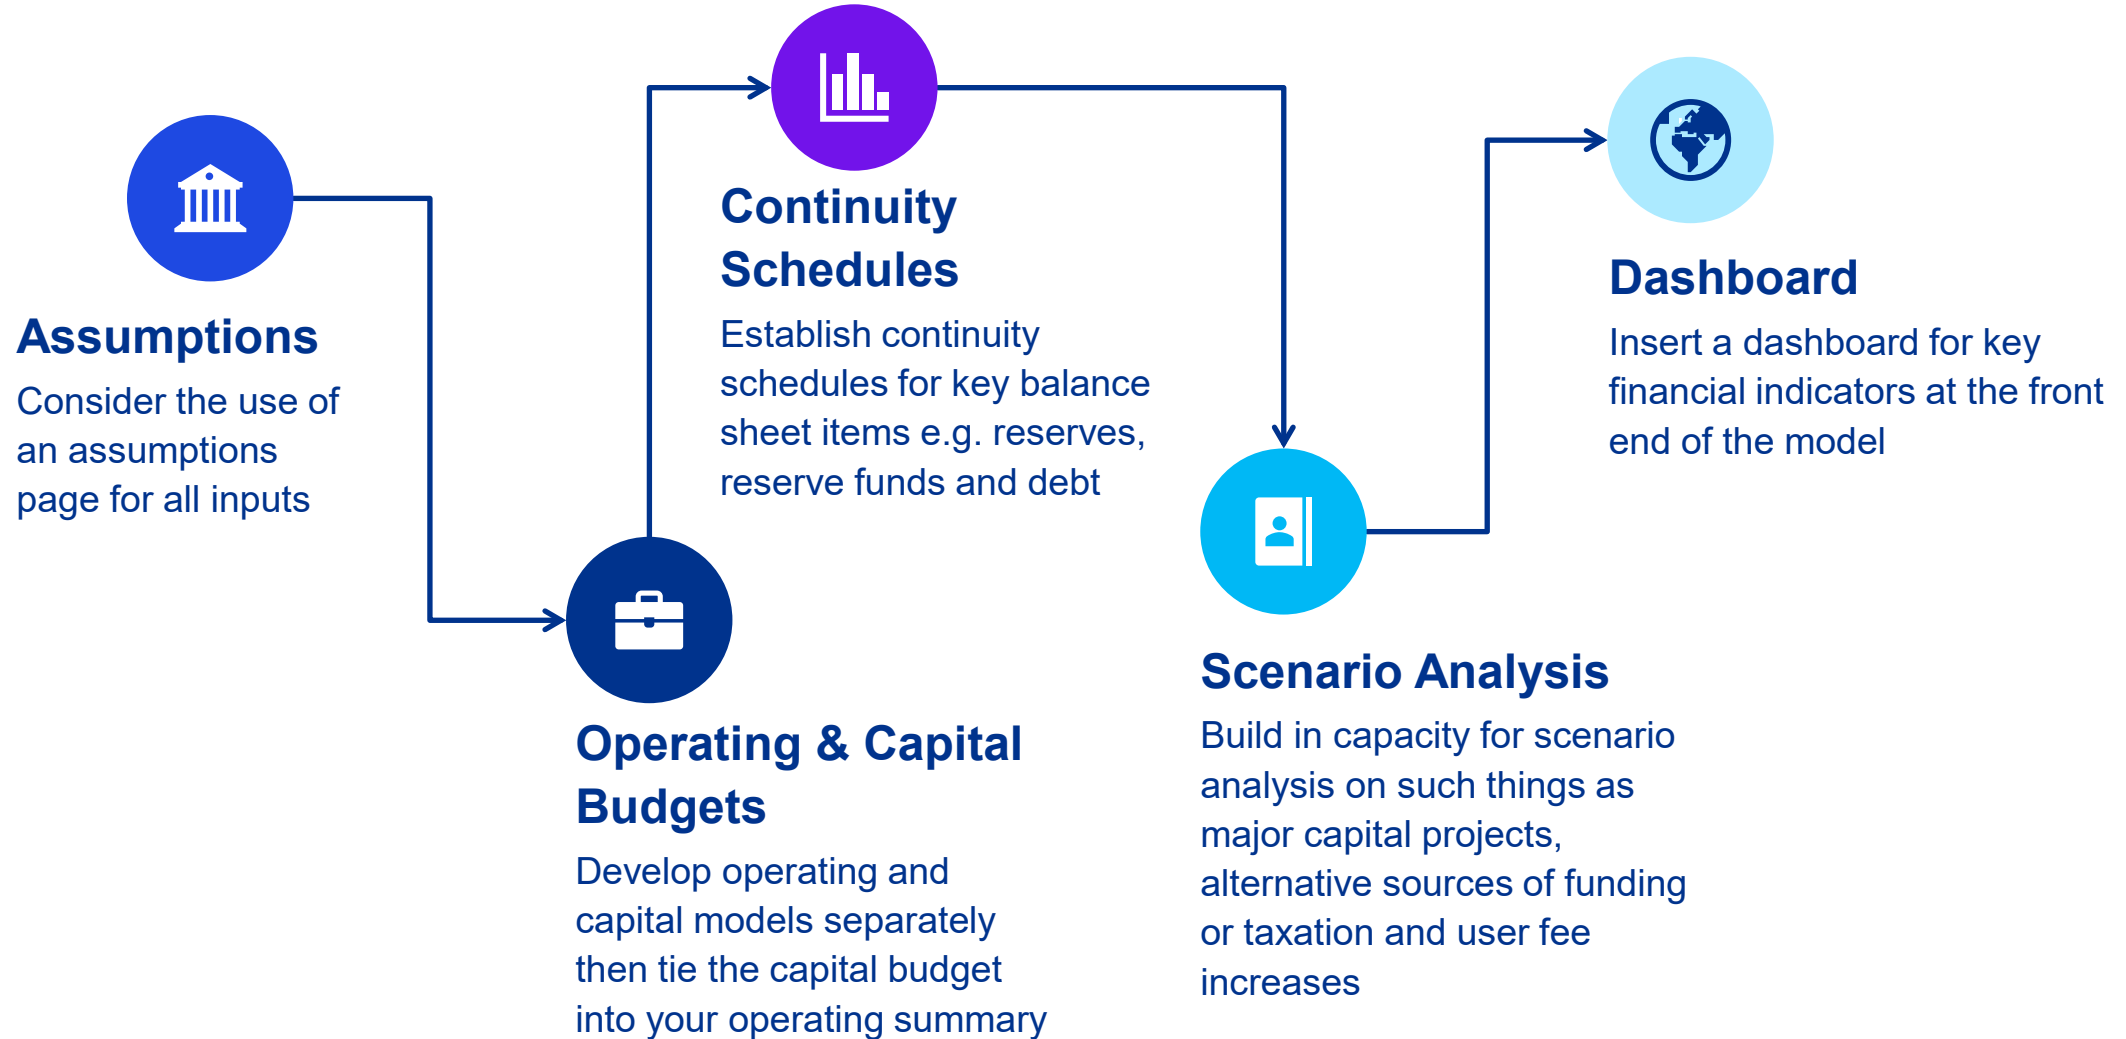 Assumptions
Consider the use of
an assumptions
page for all inputs
Operating & Capital
Budgets
Develop operating and
capital models separately
then tie the capital budget
into your operating summary
Continuity
Schedules
Establish continuity
schedules for key balance
sheet items e.g. reserves,
reserve funds and debt
Scenario Analysis
Build in capacity for scenario
analysis on such things as
major capital projects,
alternative sources of funding
or taxation and user fee
increases
Dashboard
Insert a dashboard for key
financial indicators at the front
end of the model